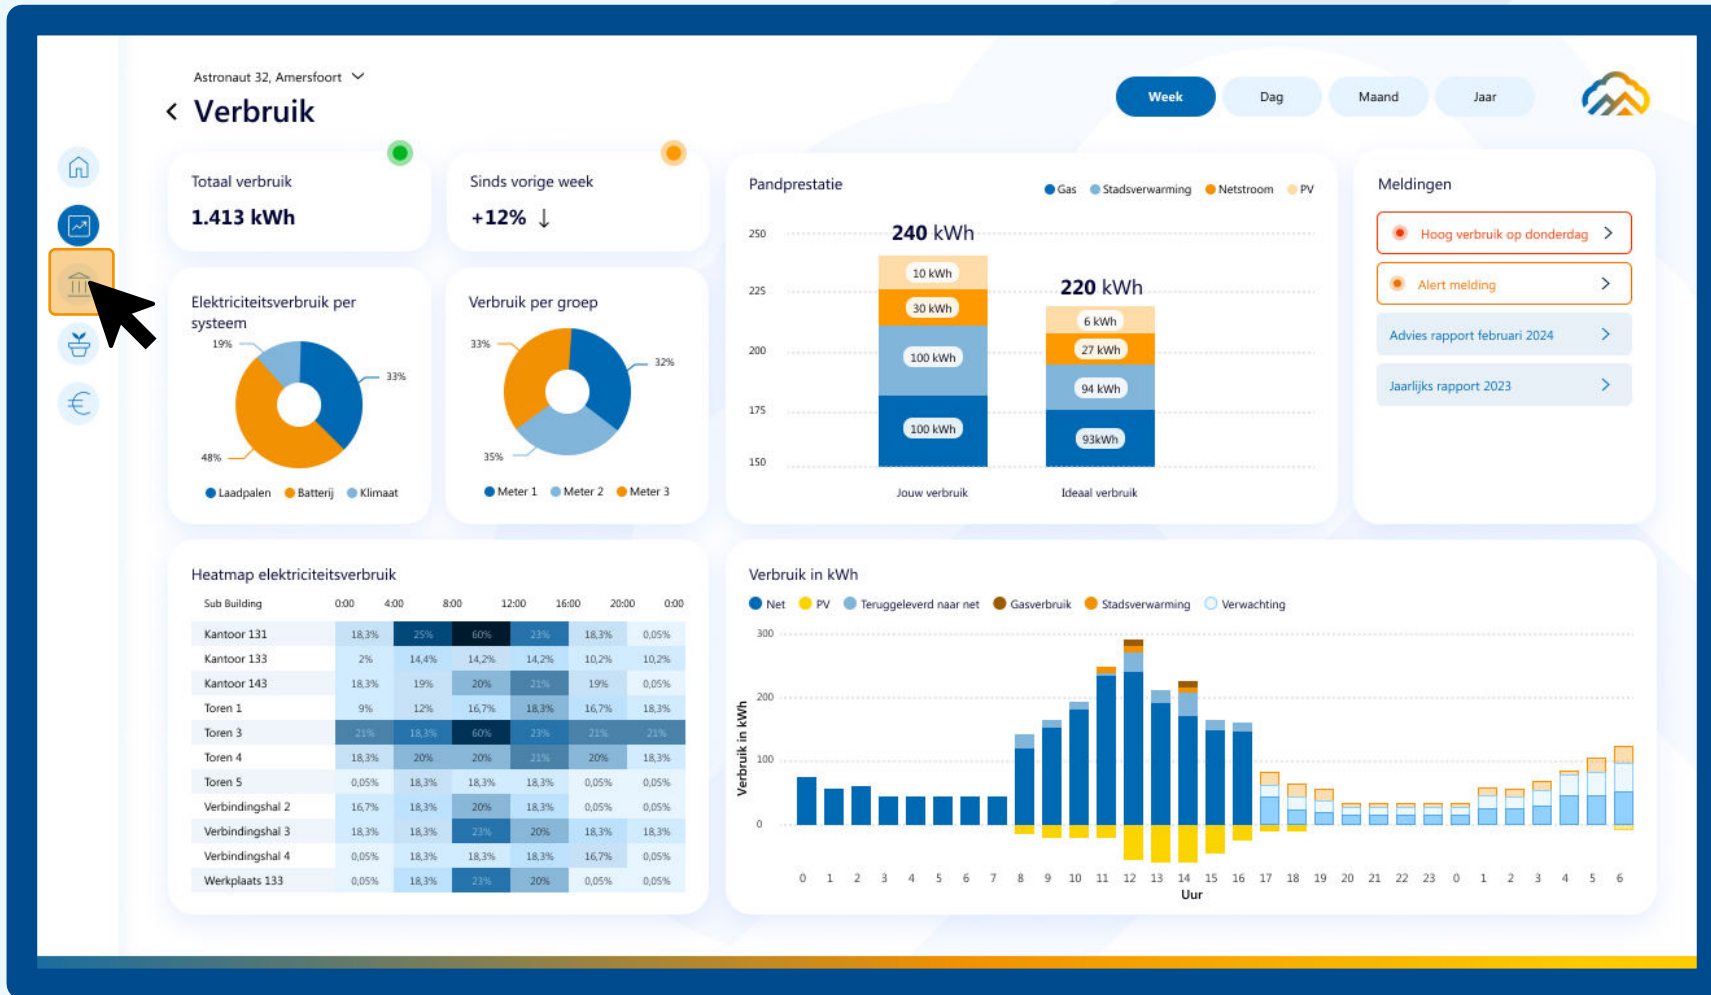 Astronaut 32, Amersfoort
Verbruik
Week
Dag
Maand
Jaar
Totaal verbruik
1.413 kWh
Sinds vorige week
+12% ↓
Elektriciteitsverbruik per
systeem
19%
33%
48%
Laadpalen Batterij Klimaat
Verbruik per groep
33%
32%
35%
Meter 1 Meter 2 Meter 3
Pandprestatie
Gas Stadsverwarming Netstroom PV
250
225
200
175
150
240 kWh
10 kWh
30 kWh
100 kWh
100 kWh
Jouw verbruik
220 kWh
6 kWh
27 kWh
94 kWh
93kWh
Ideaal verbruik
Meldingen
Hoog verbruik op donderdag
Alert melding
Advies rapport februari 2024
Jaarlijks rapport 2023
Heatmap elektriciteitsverbruik
Sub Building 0:00 4:00 8:00 12:00 16:00 20:00 0:00
Kantoor 131 18,3% 25% 60% 23% 18,3% 0,05%
Kantoor 133 2% 14,4% 14,2% 14,2% 10,2% 10,2%
Kantoor 143 18,3% 19% 20% 21% 19% 0,05%
Toren 1 9% 12% 16,7% 18,3% 16,7% 18,3%
Toren 3 21% 18,3% 60% 23% 21% 21%
Toren 4 18,3% 20% 20% 21% 20% 18,3%
Toren 5 0,05% 18,3% 18,3% 18,3% 0,05% 0,05%
Verbindingshal 2 16,7% 18,3% 20% 18,3% 0,05% 0,05%
Verbindingshal 3 18,3% 18,3% 23% 20% 18,3% 18,3%
Verbindingshal 4 0,05% 18,3% 18,3% 18,3% 16,7% 0,05%
Werkplaats 133 0,05% 18,3% 23% 20% 0,05% 0,05%
Verbruik in kWh
Net PV Teruggeleverd naar net Gasverbruik Stadsverwarming Verwachting
Verbruik in kWh
300
200
100
0
0 1 2 3 4 5 6 7 8 9 10 11 12 13 14 15 16 17 18 19 20 21 22 23 0 1 2 3 4 5 6
Uur